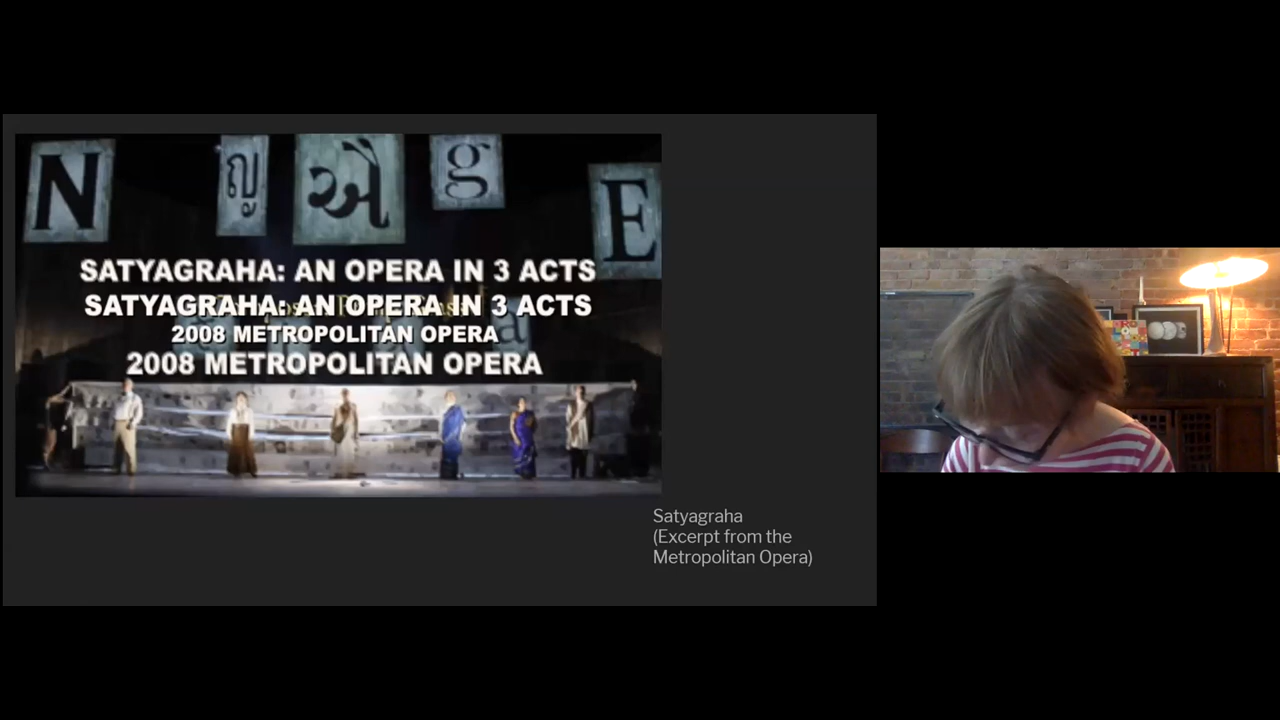 N ญ ઐ g E
SATYAGRAHA: AN OPERA IN 3 ACTS
SATYAGRAHA: AN OPERA IN 3 ACTS
2008 METROPOLITAN OPERA
2008 METROPOLITAN OPERA
Satyagraha
(Excerpt from the
Metropolitan Opera)